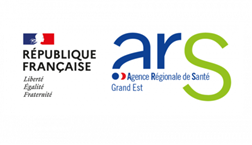 RÉPUBLIQUE
FRANÇAISE
Liberté
Égalité
Fraternité
ars
Agence Régionale de Santé
Grand Est